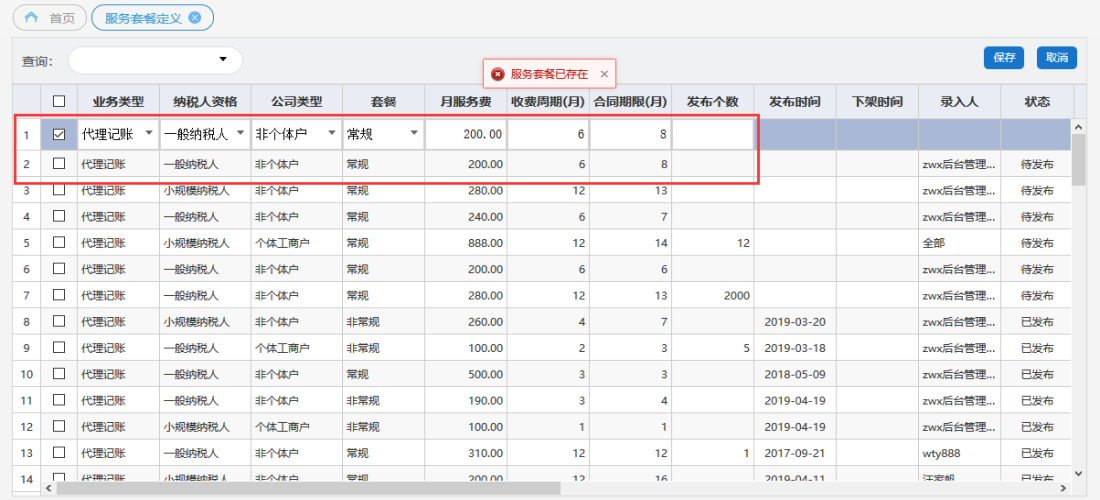 首页 服务套餐定义
查询: 保存 取消
服务套餐已存在
业务类型 纳税人资格 公司类型 套餐 月服务费 收费周期(月) 合同期限(月) 发布个数 发布时间 下架时间 录入人 状态
1 代理记账 一般纳税人 非个体户 常规 200.00 6 8
2 代理记账 一般纳税人 非个体户 常规 200.00 6 8 zwx后台管理... 待发布
3 代理记账 小规模纳税人 非个体户 常规 280.00 12 13 zwx后台管理... 待发布
4 代理记账 一般纳税人 非个体户 常规 240.00 6 7 zwx后台管理... 待发布
5 代理记账 小规模纳税人 个体工商户 常规 888.00 12 14 12 全部 待发布
6 代理记账 一般纳税人 非个体户 常规 200.00 6 6 zwx后台管理... 待发布
7 代理记账 一般纳税人 非个体户 常规 280.00 12 13 2000 zwx后台管理... 待发布
8 代理记账 小规模纳税人 非个体户 非常规 260.00 4 7 2019-03-20 zwx后台管理... 已发布
9 代理记账 一般纳税人 个体工商户 非常规 100.00 2 3 5 2019-03-18 zwx后台管理... 已发布
10 代理记账 一般纳税人 非个体户 常规 500.00 3 3 2018-05-09 zwx后台管理... 已发布
11 代理记账 一般纳税人 非个体户 非常规 190.00 3 4 2019-04-19 zwx后台管理... 已发布
12 代理记账 小规模纳税人 个体工商户 非常规 100.00 1 1 2019-04-19 zwx后台管理... 已发布
13 代理记账 一般纳税人 非个体户 常规 310.00 12 12 1 2017-09-21 wty888 已发布
14 代理记账 小规模纳税人 非个体户 常规 200.00 12 16 2019-04-11 汪家帆 已发布